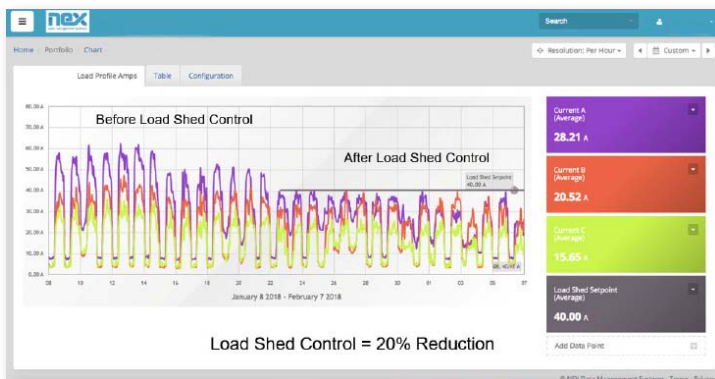 nex
Search
Home Portfolio Chart
Resolution: Per Hour
Custom
Load Profile Amps Table Configuration
80.00 A
70.00 A
60.00 A
50.00 A
40.00 A
30.00 A
20.00 A
10.00 A
0.00 A
Before Load Shed Control
After Load Shed Control
Load Shed Setpoint
40.00 A
08 10 12 14 16 18 20 22 24 26 28 30 01 03 05 07
January 8 2018 - February 7 2018
Load Shed Control = 20% Reduction
Current A
(Average)
28.21 A
Current B
(Average)
20.52 A
Current C
(Average)
15.65 A
Load Shed Setpoint
(Average)
40.00 A
Add Data Point